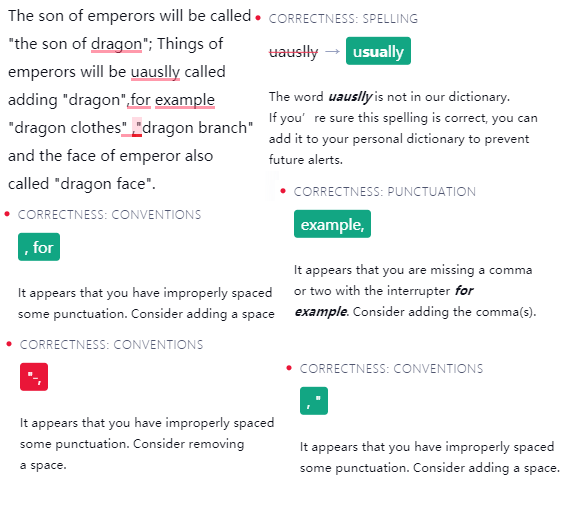 The son of emperors will be called
"the son of dragon"; Things of
emperors will be uauslly called
adding "dragon",for example
"dragon clothes" ,"dragon branch"
and the face of emperor also
called "dragon face".
CORRECTNESS: SPELLING
uauslly → usually
The word uauslly is not in our dictionary.
If you’re sure this spelling is correct, you can
add it to your personal dictionary to prevent
future alerts.
CORRECTNESS: CONVENTIONS
, for
It appears that you have improperly spaced
some punctuation. Consider adding a space
CORRECTNESS: PUNCTUATION
example,
It appears that you are missing a comma
or two with the interrupter for
example. Consider adding the comma(s).
CORRECTNESS: CONVENTIONS
"-,
It appears that you have improperly spaced
some punctuation. Consider removing
a space.
CORRECTNESS: CONVENTIONS
, "
It appears that you have improperly spaced
some punctuation. Consider adding a space.